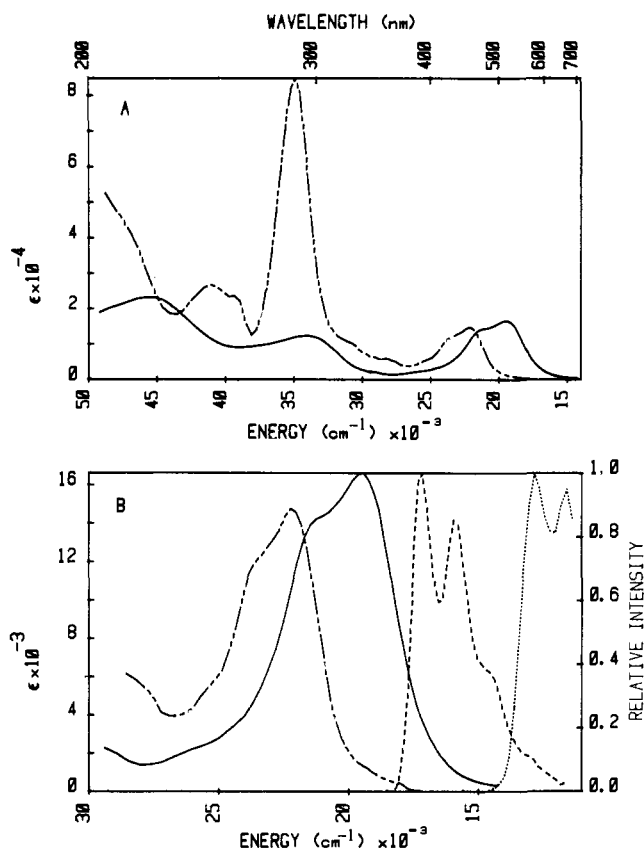 WAVELENGTH (nm)
200 300 400 500 600 700
A
8
6
4
2
0
ε×10⁻⁴
50 45 40 35 30 25 20 15
ENERGY (cm⁻¹) ×10⁻³
B
16
12
8
4
0
ε×10⁻³
1.0
0.8
0.6
0.4
0.2
0.0
RELATIVE INTENSITY
30 25 20 15
ENERGY (cm⁻¹) ×10⁻³